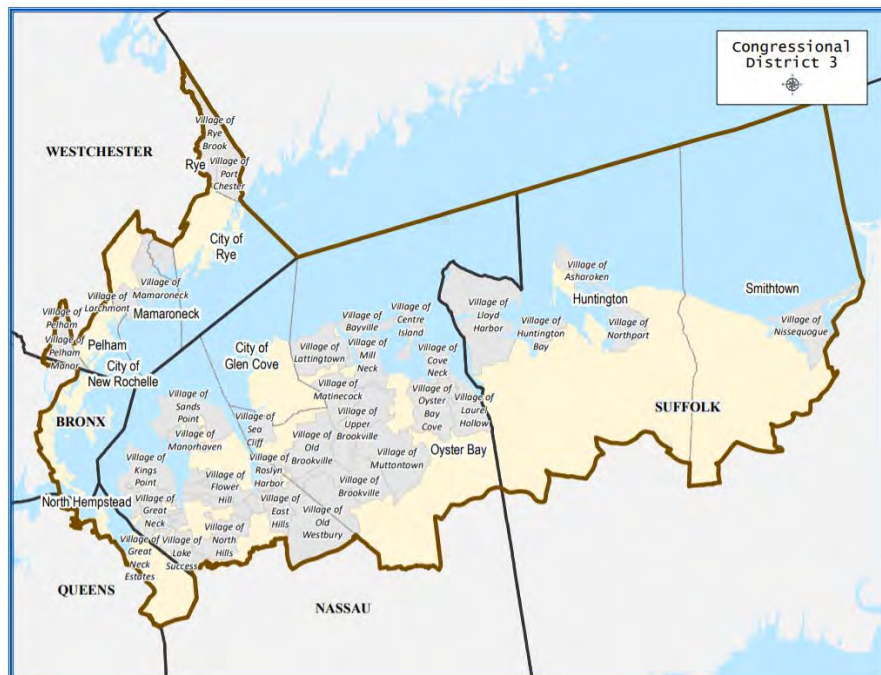 Congressional
District 3
WESTCHESTER
Village of
Rye
Brook
Rye
Village of
Port
Chester
City of
Rye
Village of
Mamaroneck
Village of
Larchmont
Mamaroneck
Village of
Pelham
Village of
Pelham
Manor
Pelham
City of
New Rochelle
BRONX
Village of
Asharoken
Huntington
Smithtown
Village of
Lloyd
Harbor
Village of
Huntington
Bay
Village of
Northport
Village of
Nissequogue
Village of
Centre
Island
Village of
Bayville
Village of
Mill
Neck
Village of
Lattingtown
City of
Glen Cove
Village of
Cove
Neck
Village of
Matinecock
Village of
Oyster
Bay
Cove
Village of
Laurel
Hollow
SUFFOLK
Village of
Sands
Point
Village of
Manorhaven
Village of
Sea
Cliff
Village of
Upper
Brookville
Village of
Old
Brookville
Village of
Muttontown
Oyster Bay
Village of
Kings
Point
Village of
Flower
Hill
Village of
Roslyn
Harbor
Village of
Brookville
North Hempstead
Village of
Great
Neck
Village of
East
Hills
Village of
Old
Westbury
Village of
North
Hills
Village of
Lake
Success
Village of
Great
Neck
Estates
QUEENS
NASSAU